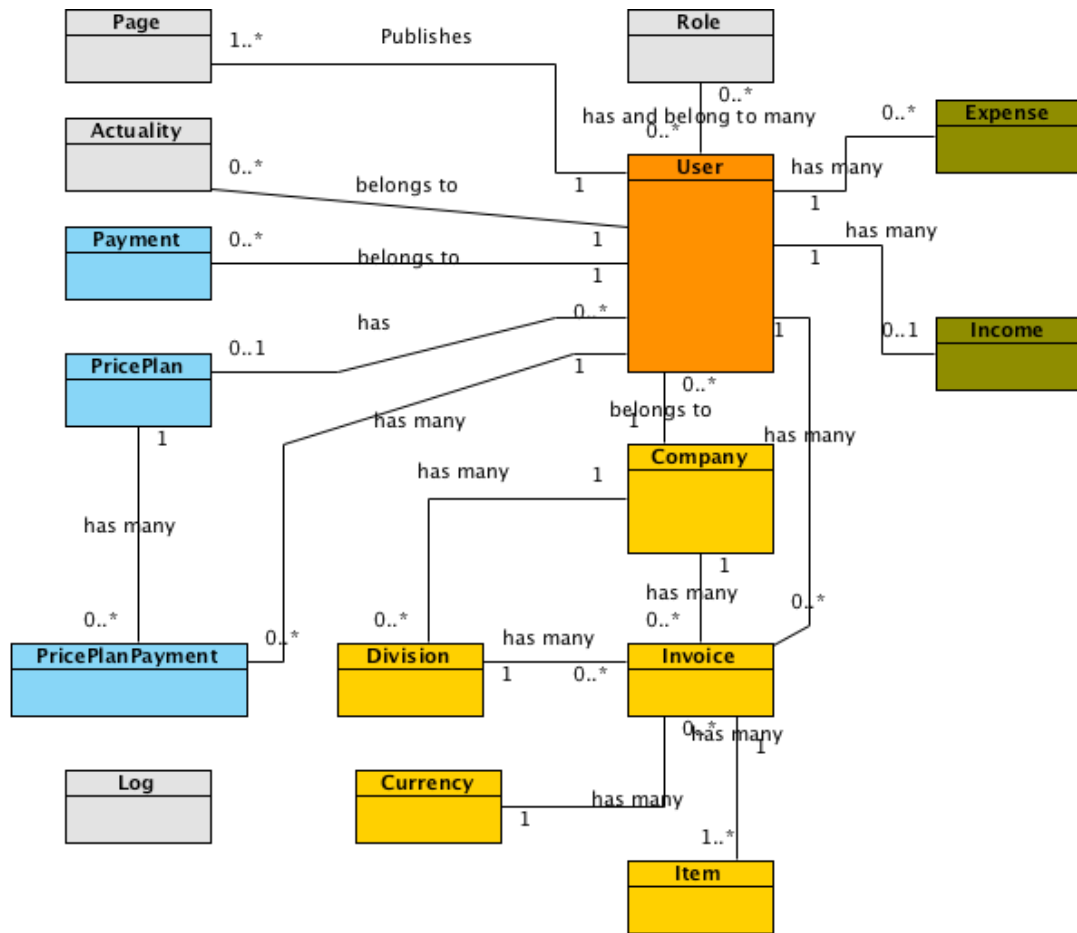 Page
Role
1..*
Publishes
0..*
Expense
0..*
Actuality
has and belong to many
0..*
0..*
belongs to
1
User
has many
1
Payment
0..*
belongs to
1
1
has many
1
0..*
has
0..1
PricePlan
1
0..*
1
0..1
Income
1
has many
0..*
belongs to
1
has many
has many
1
Company
has many
1
has many
0..*
0..*
0..*
0..*
0..*
PricePlanPayment
Division
has many
1
0..*
Invoice
0..*
has many
1
Log
Currency
1
has many
1..*
Item